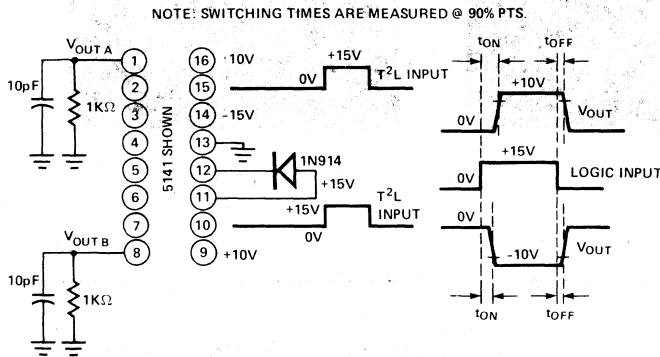 NOTE: SWITCHING TIMES ARE MEASURED @ 90% PTS.
VOUT A
10pF
1KΩ
1
2
3
4
5
6
7
8
5141 SHOWN
16 -10V
15
14 -15V
13
12
11
10
9 +10V
0V
+15V
T²L INPUT
1N914
+15V
+15V
0V
T²L
INPUT
VOUT B
10pF
1KΩ
tON
tOFF
+10V
VOUT
0V
+15V
LOGIC INPUT
0V
-10V
VOUT
tON
tOFF